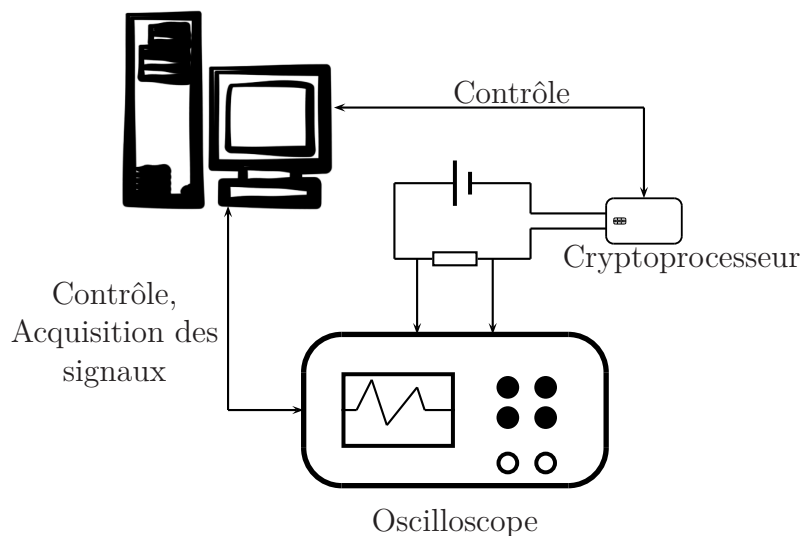 Contrôle
Cryptoprocesseur
Contrôle,
Acquisition des
signaux
Oscilloscope